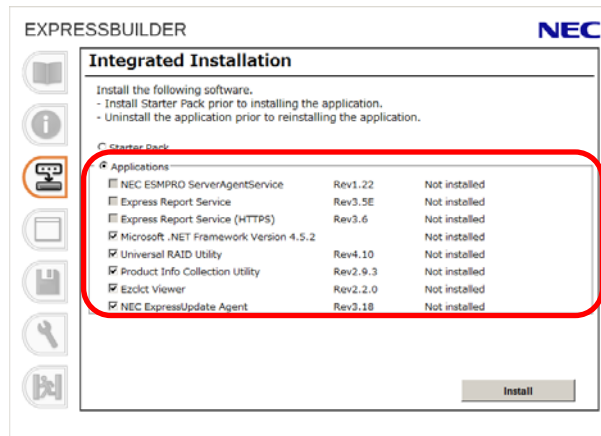 EXPRESSBUILDER
NEC
Integrated Installation
Install the following software.
- Install Starter Pack prior to installing the application.
- Uninstall the application prior to reinstalling the application.
Starter Pack
Applications
NEC ESMPRO ServerAgentService Rev1.22 Not installed
Express Report Service Rev3.5E Not installed
Express Report Service (HTTPS) Rev3.6 Not installed
Microsoft .NET Framework Version 4.5.2 Not installed
Universal RAID Utility Rev4.10 Not installed
Product Info Collection Utility Rev2.9.3 Not installed
Ezclct Viewer Rev2.2.0 Not installed
NEC ExpressUpdate Agent Rev3.18 Not installed
Install